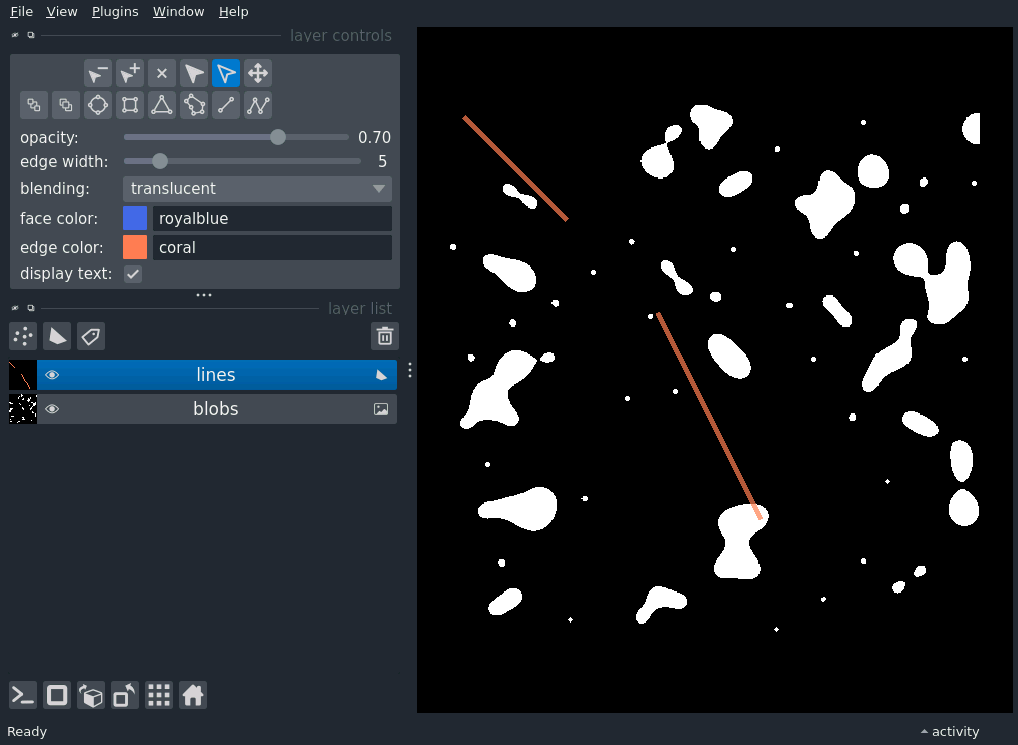 File View Plugins Window Help
layer controls
opacity: 0.70
edge width: 5
blending: translucent
face color: royalblue
edge color: coral
display text:
layer list
lines
blobs
Ready activity